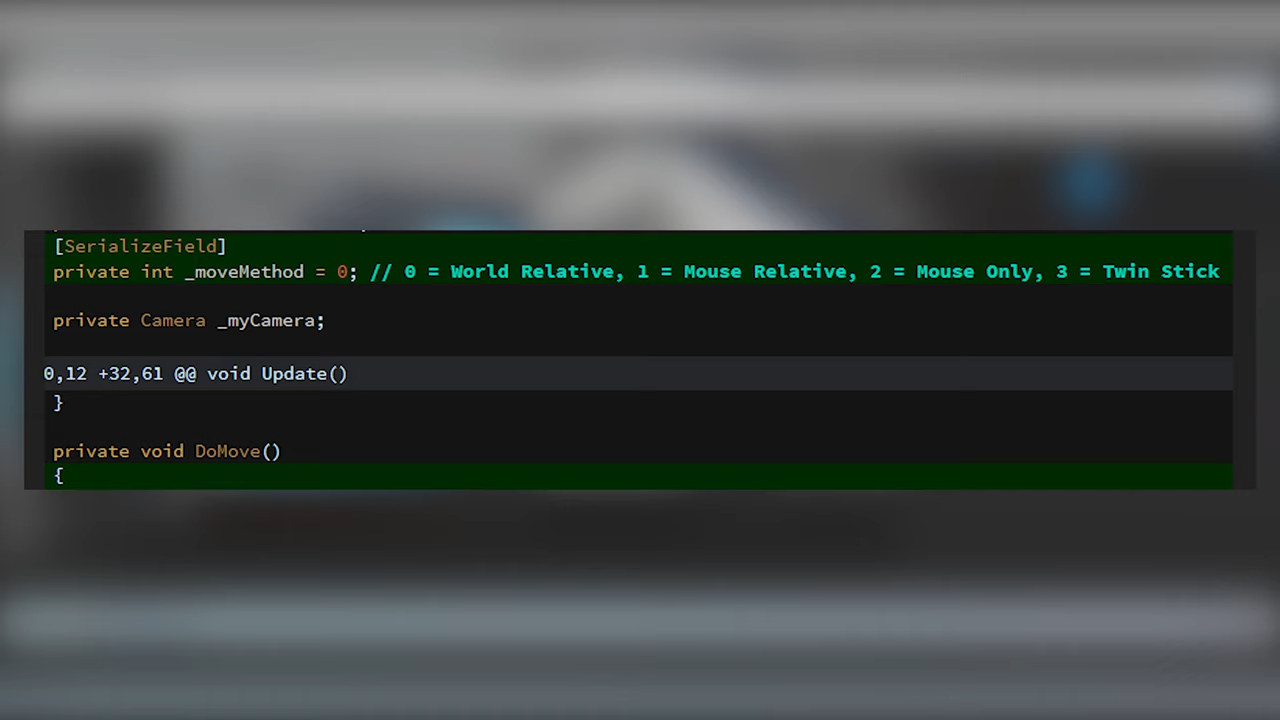 [SerializeField]
private int _moveMethod = 0; // 0 = World Relative, 1 = Mouse Relative, 2 = Mouse Only, 3 = Twin Stick
private Camera _myCamera;
0,12 +32,61 @@ void Update()
}
private void DoMove()
{